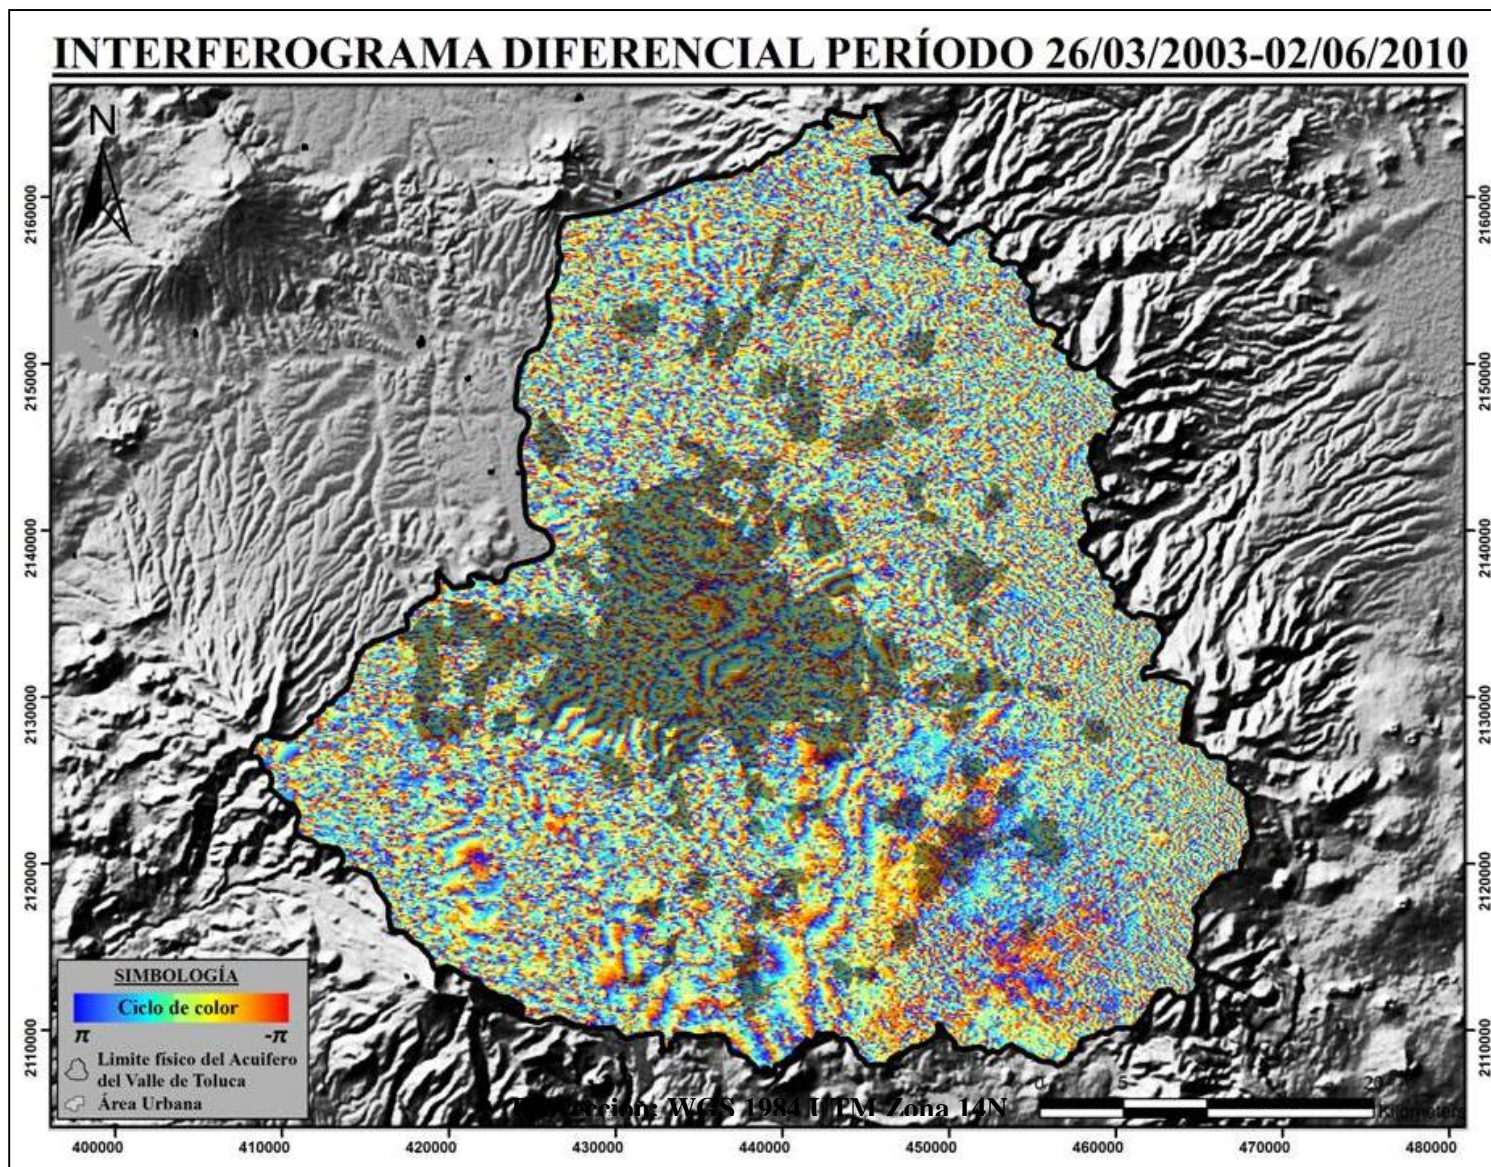 INTERFEROGRAMA DIFERENCIAL PERÍODO 26/03/2003-02/06/2010
N
2160000
2160000
2150000
2150000
2140000
2140000
2130000
2130000
2120000
2120000
2110000
2110000
SIMBOLOGÍA
Ciclo de color
π
-π
Limite físico del Acuifero
del Valle de Toluca
Área Urbana
0 5 20
WGS 1984 UTM Zona 14N
Kilometers
400000 410000 420000 430000 440000 450000 460000 470000 480000